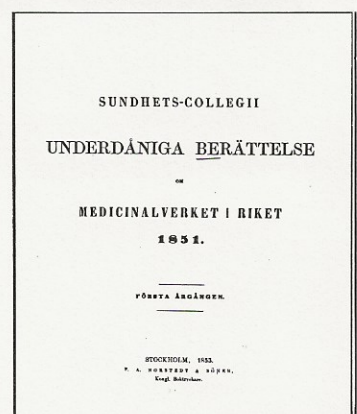 SUNDHETS-COLLEGII
UNDERDÅNIGA BERÄTTELSE
OM
MEDICINALVERKET I RIKET
1851.
FÖRSTA ÅRGÅNGEN.
STOCKHOLM, 1853.
P. A. NORSTEDT & SÖNER,
Kongl. Boktryckare.